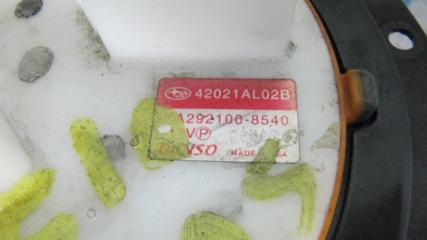 42021AL02B
A292100-8540
V P
DENSO MADE IN USA